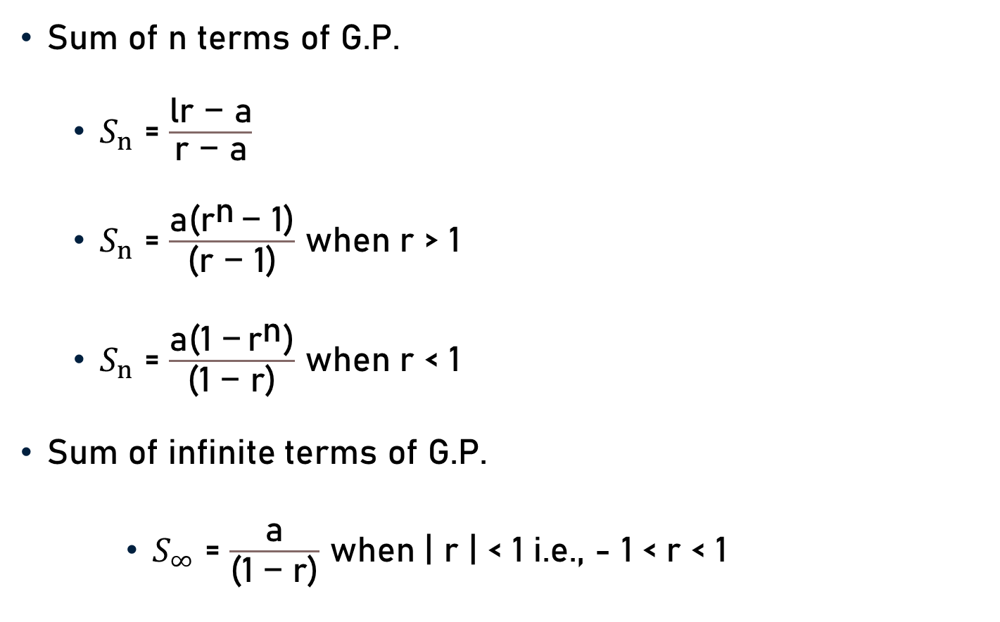 • Sum of n terms of G.P.
• Sₙ = (lr – a)/(r – a)
• Sₙ = a(rⁿ – 1)/(r – 1) when r > 1
• Sₙ = a(1 – rⁿ)/(1 – r) when r < 1
• Sum of infinite terms of G.P.
• S∞ = a/(1 – r) when | r | < 1 i.e., - 1 < r < 1